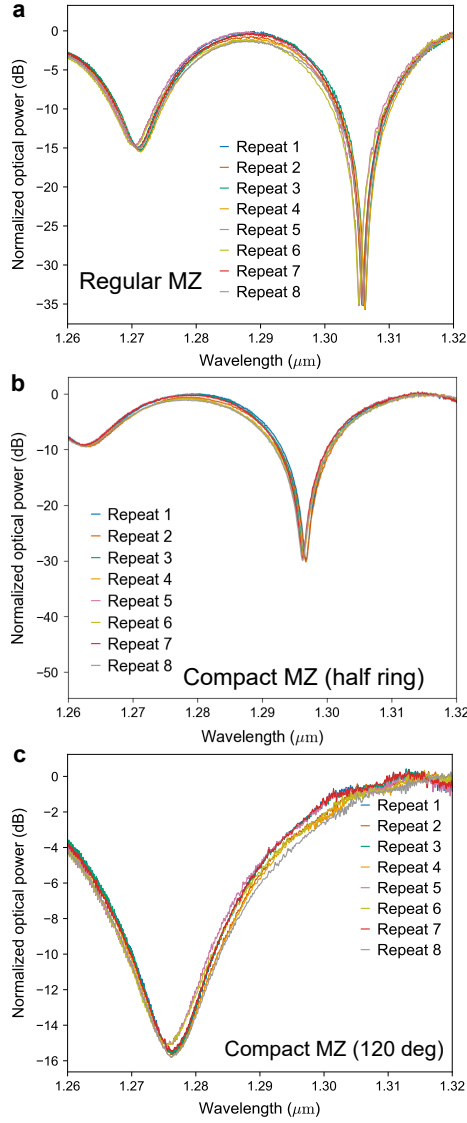 a
0
−5
−10
−15
−20
−25
−30
−35
Normalized optical power (dB)
Repeat 1
Repeat 2
Repeat 3
Repeat 4
Repeat 5
Repeat 6
Repeat 7
Repeat 8
Regular MZ
1.26 1.27 1.28 1.29 1.30 1.31 1.32
Wavelength (μm)
b
0
−10
−20
−30
−40
−50
Normalized optical power (dB)
Repeat 1
Repeat 2
Repeat 3
Repeat 4
Repeat 5
Repeat 6
Repeat 7
Repeat 8
Compact MZ (half ring)
1.26 1.27 1.28 1.29 1.30 1.31 1.32
Wavelength (μm)
c
0
−2
−4
−6
−8
−10
−12
−14
−16
Normalized optical power (dB)
Repeat 1
Repeat 2
Repeat 3
Repeat 4
Repeat 5
Repeat 6
Repeat 7
Repeat 8
Compact MZ (120 deg)
1.26 1.27 1.28 1.29 1.30 1.31 1.32
Wavelength (μm)